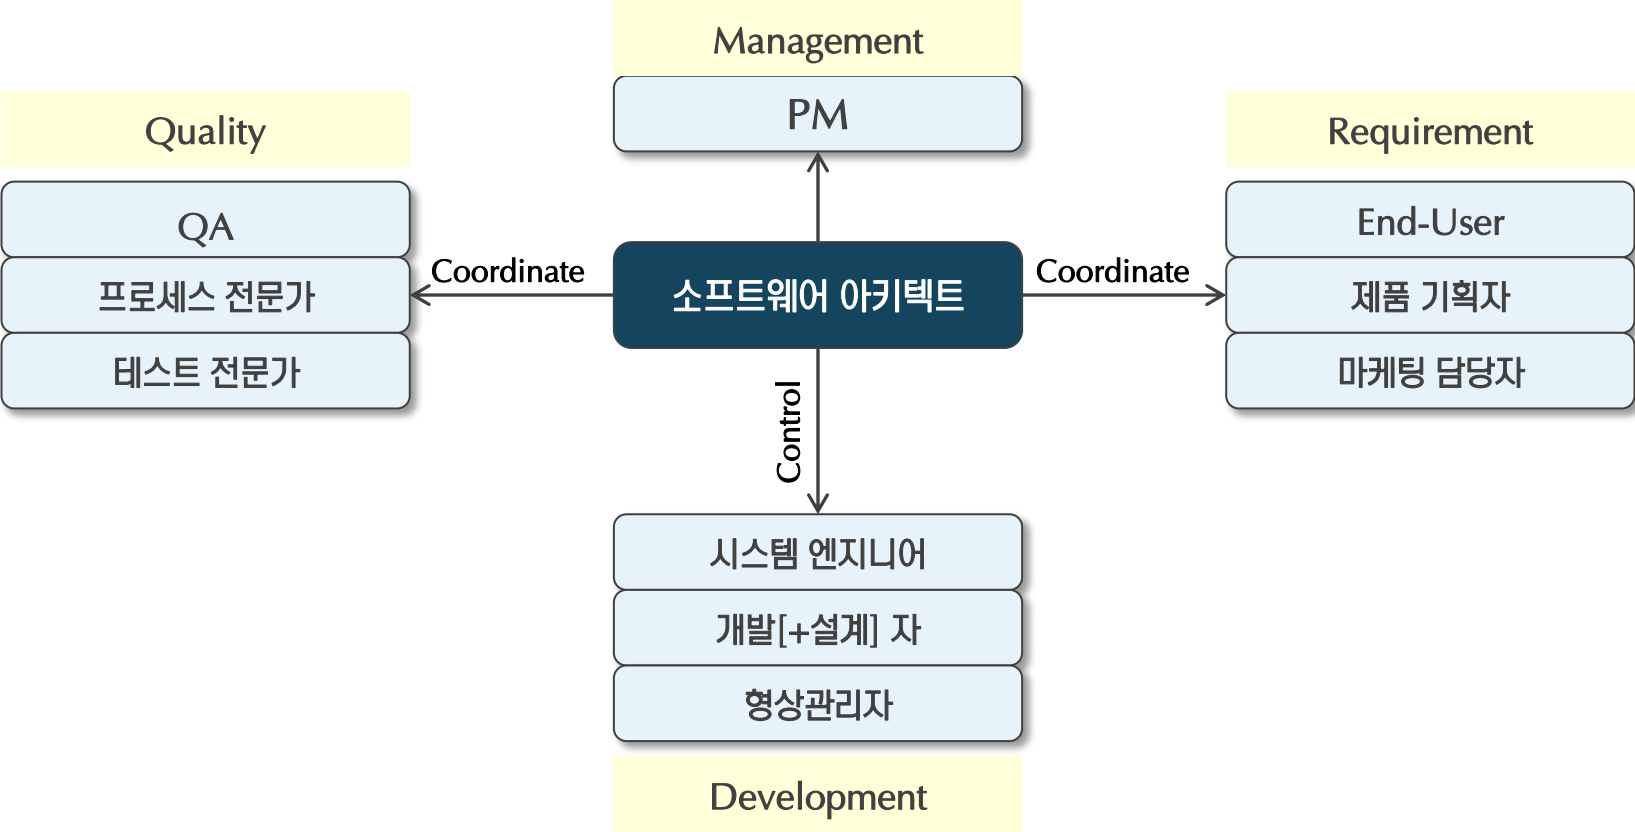 Management
PM
Quality
QA
프로세스 전문가
테스트 전문가
Coordinate
소프트웨어 아키텍트
Coordinate
Requirement
End-User
제품 기획자
마케팅 담당자
Control
시스템 엔지니어
개발[+설계] 자
형상관리자
Development